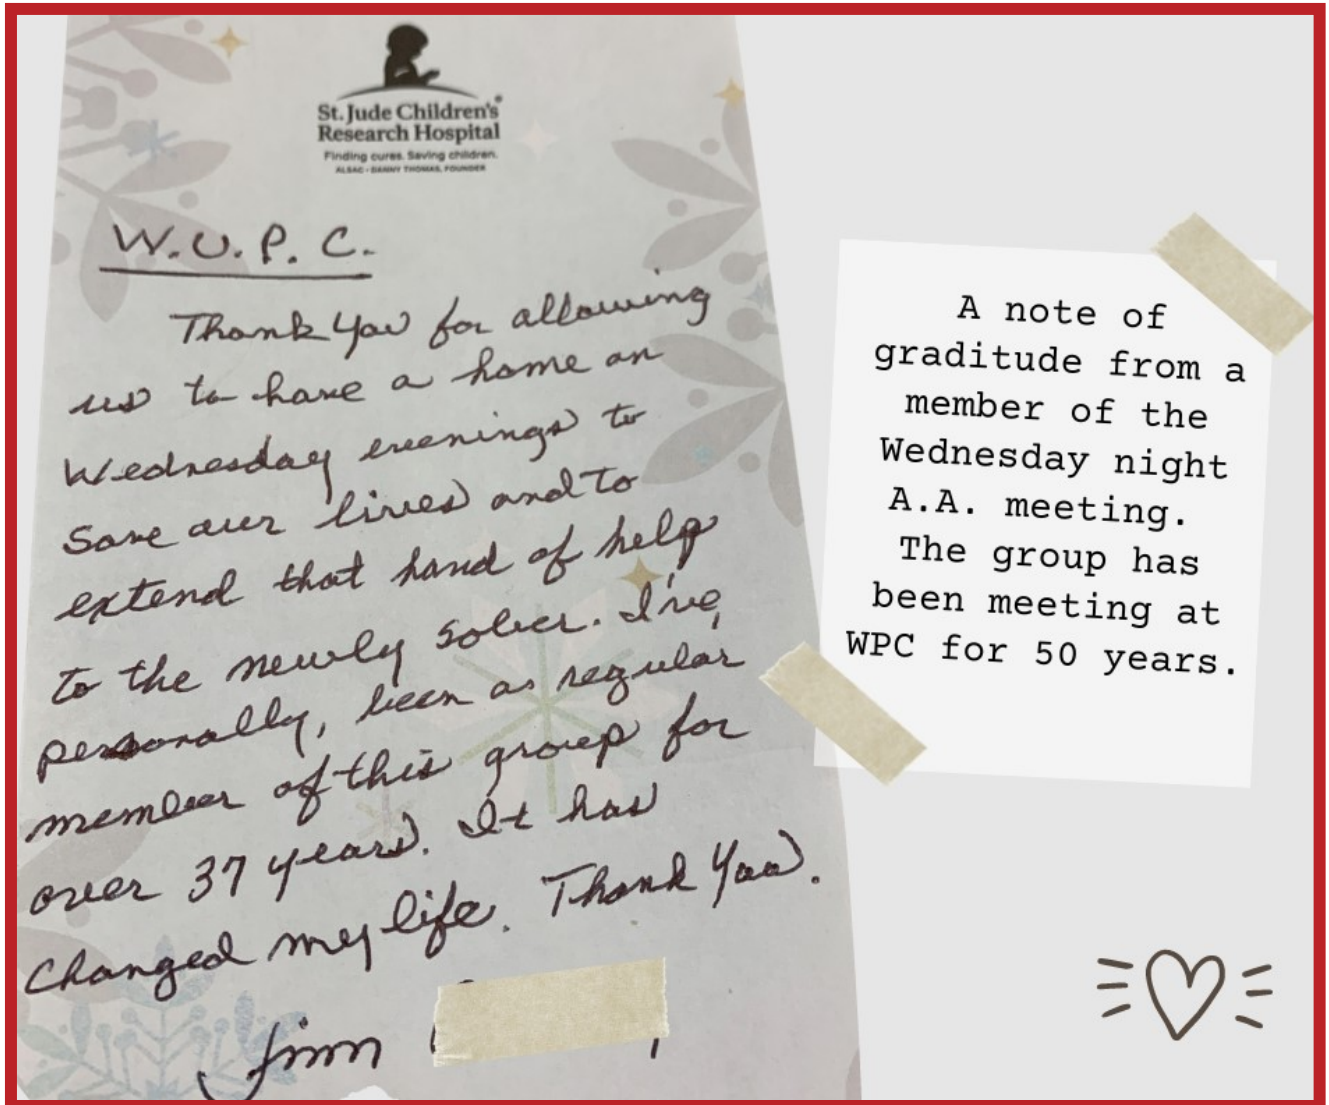 St. Jude Children's®
Research Hospital
Finding cures. Saving children.
ALSAC • DANNY THOMAS, FOUNDER
W.U.P.C.
Thank You for allowing
us to have a home on
Wednesday evenings to
save our lives and to
extend that hand of help
to the newly sober. I've,
personally, been as regular
member of this group for
over 37 years. It has
changed my life. Thank You.
Jim
A note of
graditude from a
member of the
Wednesday night
A.A. meeting.
The group has
been meeting at
WPC for 50 years.